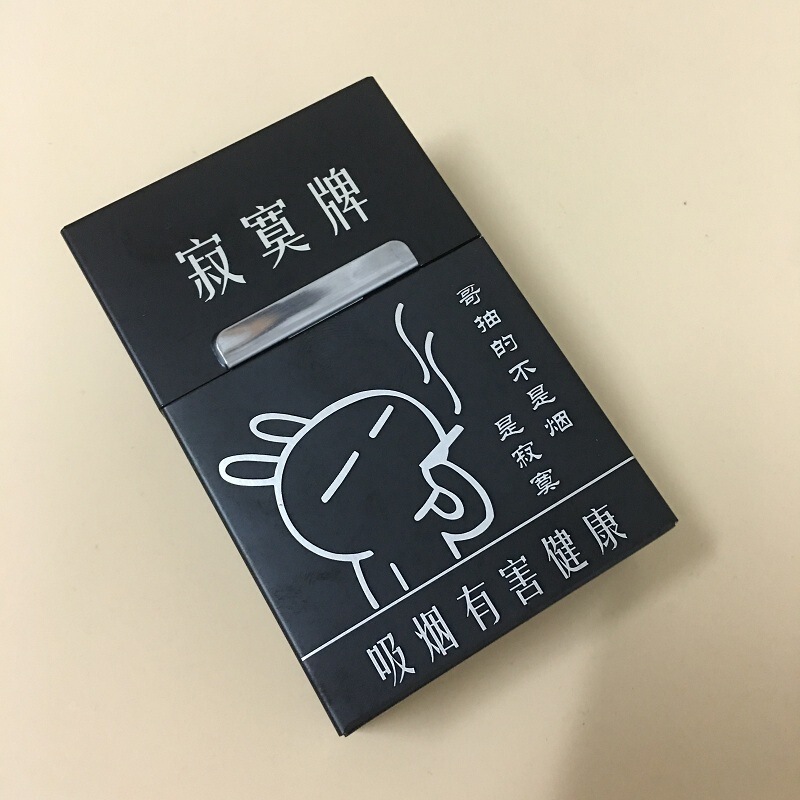 寂寞牌
哥抽的不是烟
是寂寞
吸烟有害健康